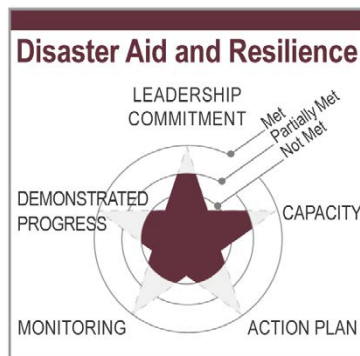 Disaster Aid and Resilience
LEADERSHIP
COMMITMENT
Met
Partially Met
Not Met
DEMONSTRATED
PROGRESS
CAPACITY
MONITORING
ACTION PLAN